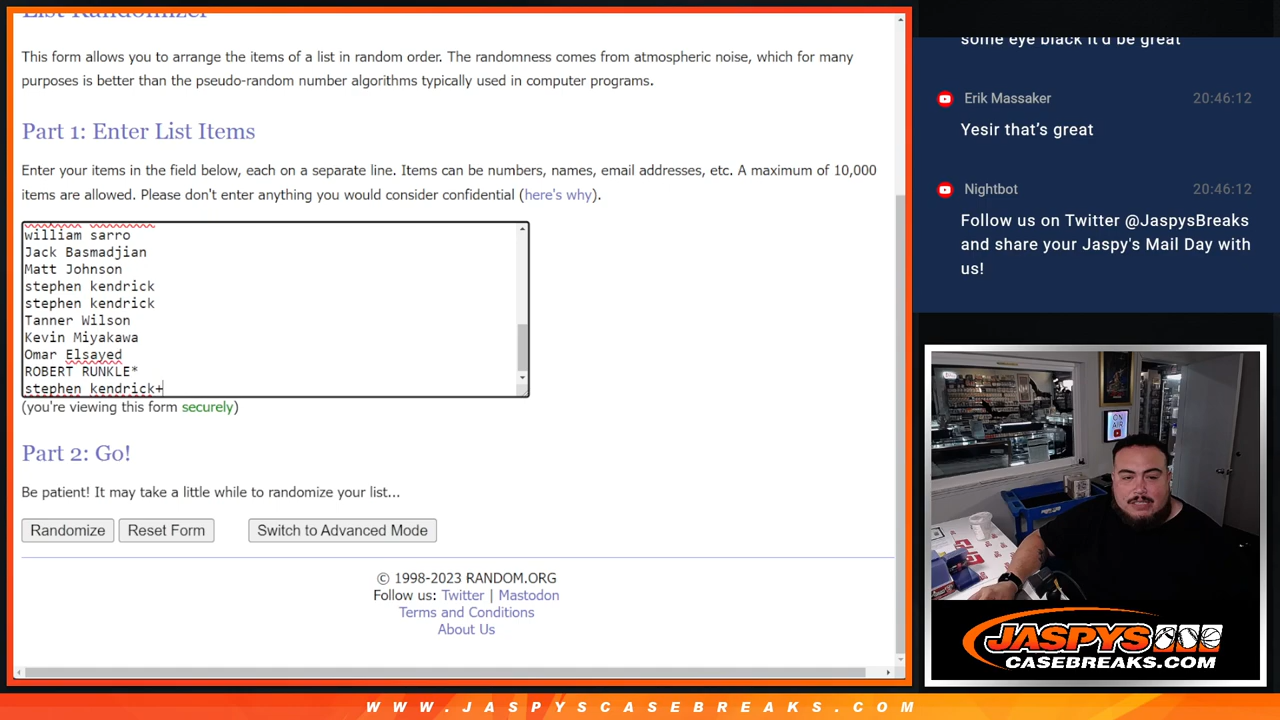 List Randomizer
This form allows you to arrange the items of a list in random order. The randomness comes from atmospheric noise, which for many
purposes is better than the pseudo-random number algorithms typically used in computer programs.
Part 1: Enter List Items
Enter your items in the field below, each on a separate line. Items can be numbers, names, email addresses, etc. A maximum of 10,000
items are allowed. Please don't enter anything you would consider confidential (here's why).
william sarro
Jack Basmadjian
Matt Johnson
stephen kendrick
stephen kendrick
Tanner Wilson
Kevin Miyakawa
Omar Elsayed
ROBERT RUNKLE*
stephen kendrick+
(you're viewing this form securely)
Part 2: Go!
Be patient! It may take a little while to randomize your list...
Randomize Reset Form Switch to Advanced Mode
© 1998-2023 RANDOM.ORG
Follow us: Twitter | Mastodon
Terms and Conditions
About Us
some eye black it'd be great
Erik Massaker 20:46:12
Yesir that’s great
Nightbot 20:46:12
Follow us on Twitter @JaspysBreaks
and share your Jaspy's Mail Day with
us!
ON
AIR
JASPYS
CASEBREAKS.COM
WWW.JASPYSCASEBREAKS.COM